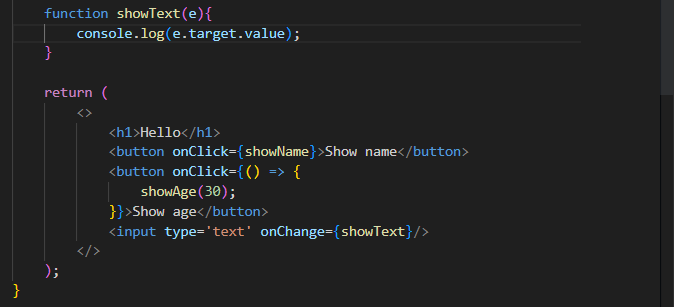 function showText(e){
console.log(e.target.value);
}
return (
<>
<h1>Hello</h1>
<button onClick={showName}>Show name</button>
<button onClick={() => {
showAge(30);
}}>Show age</button>
<input type='text' onChange={showText}/>
</>
);
}